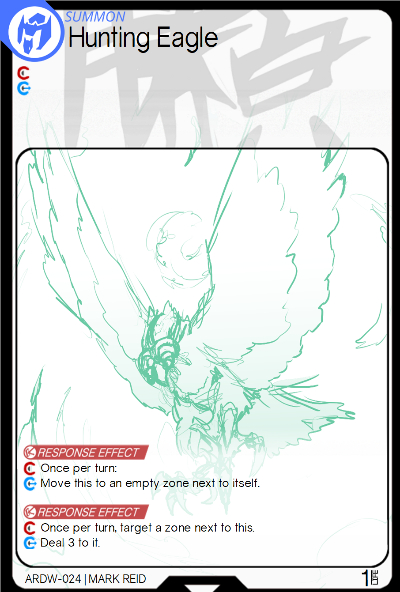 SUMMON
Hunting Eagle
RESPONSE EFFECT
Once per turn:
Move this to an empty zone next to itself.
RESPONSE EFFECT
Once per turn, target a zone next to this.
Deal 3 to it.
ARDW-024 | MARK REID
1